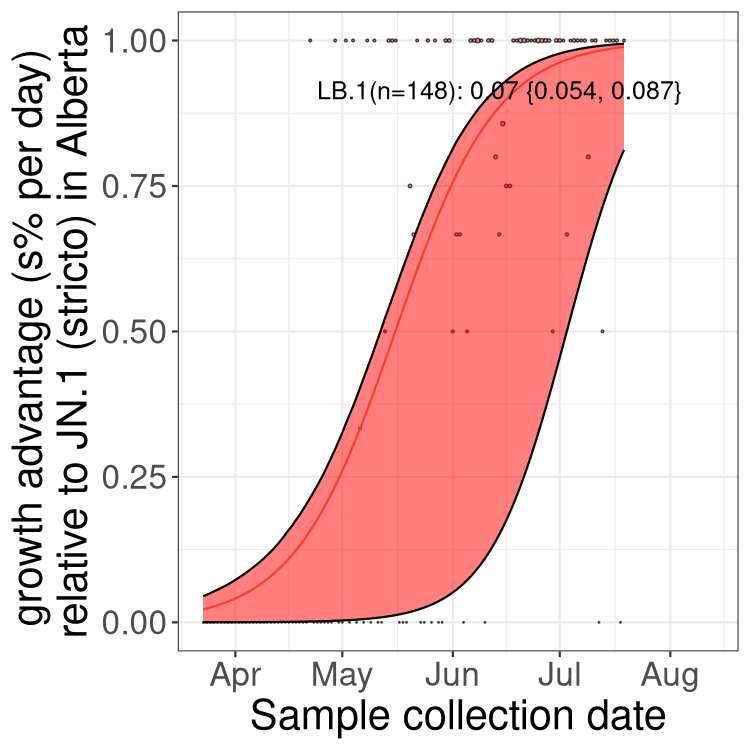 growth advantage (s% per day)
relative to JN.1 (stricto) in Alberta
1.00
0.75
0.50
0.25
0.00
LB.1(n=148): 0.07 {0.054, 0.087}
Apr May Jun Jul Aug
Sample collection date